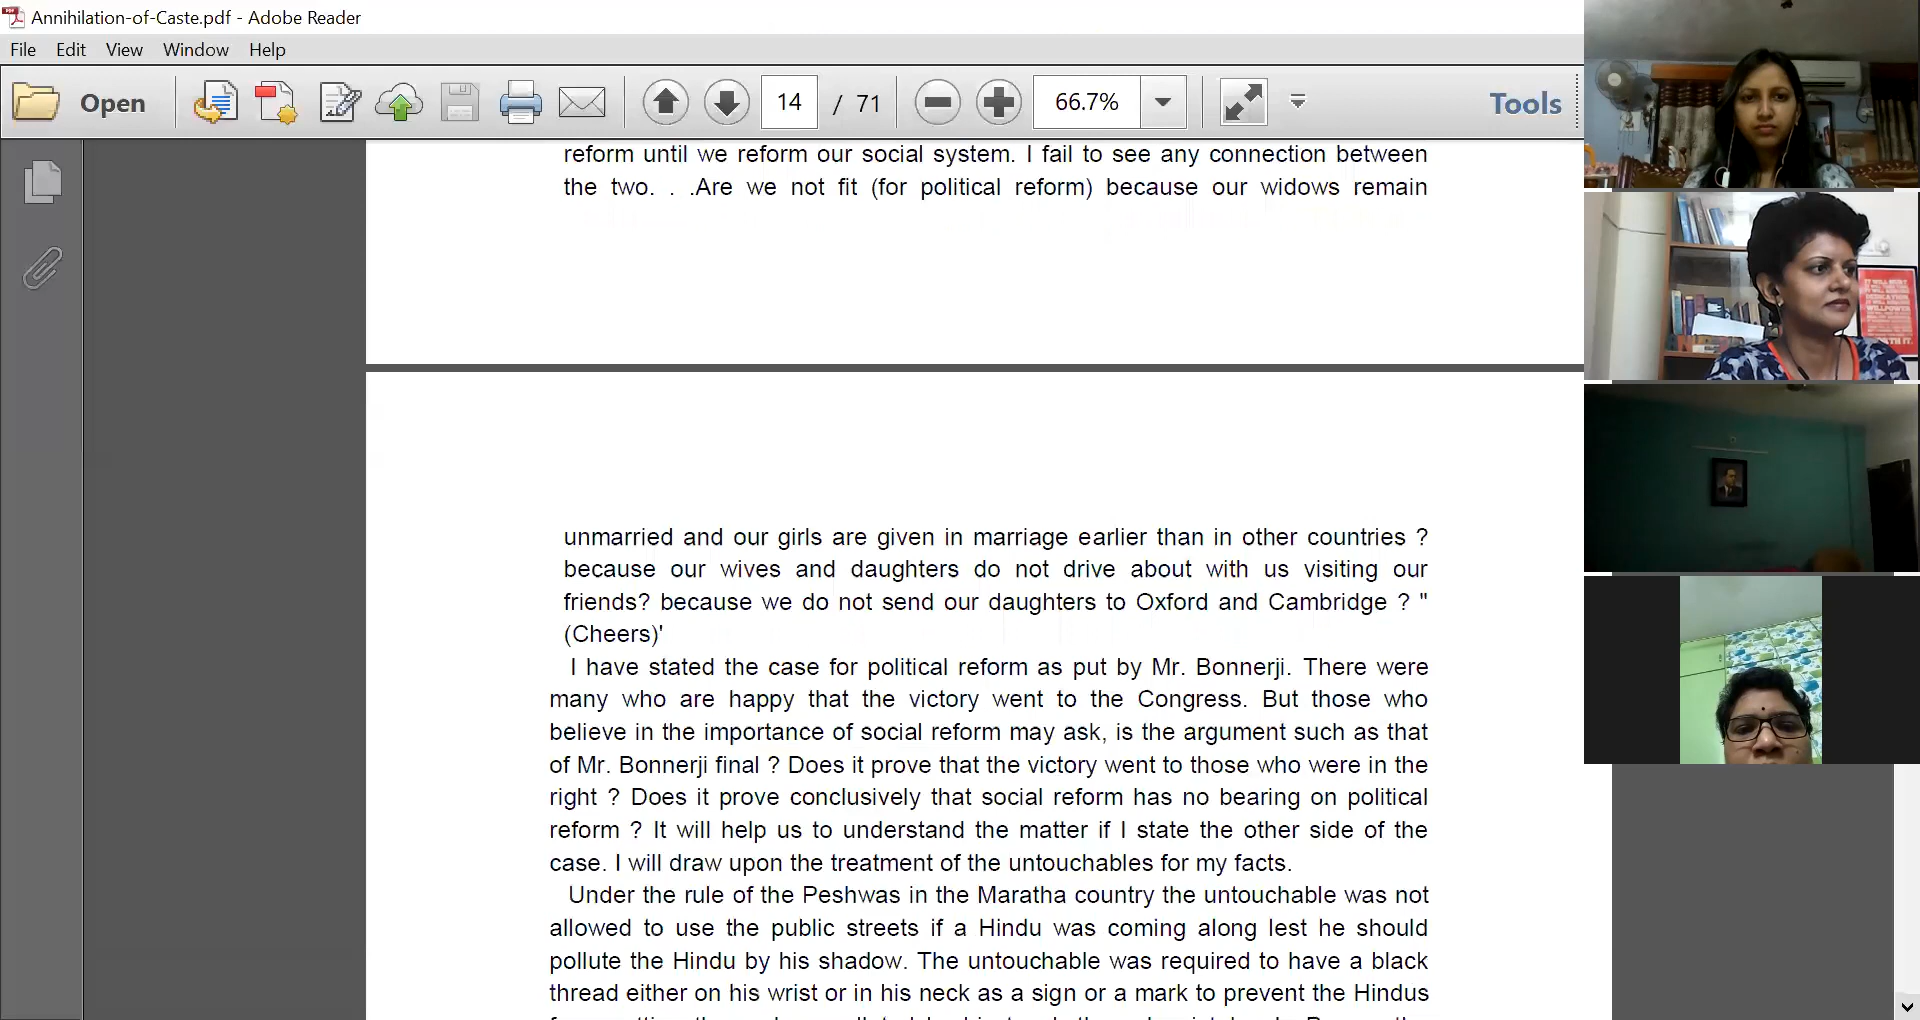 Annihilation-of-Caste.pdf - Adobe Reader
File Edit View Window Help
Open 14 / 71 66.7% Tools
reform until we reform our social system. I fail to see any connection between
the two. . .Are we not fit (for political reform) because our widows remain
unmarried and our girls are given in marriage earlier than in other countries ?
because our wives and daughters do not drive about with us visiting our
friends? because we do not send our daughters to Oxford and Cambridge ? "
(Cheers)'
I have stated the case for political reform as put by Mr. Bonnerji. There were
many who are happy that the victory went to the Congress. But those who
believe in the importance of social reform may ask, is the argument such as that
of Mr. Bonnerji final ? Does it prove that the victory went to those who were in the
right ? Does it prove conclusively that social reform has no bearing on political
reform ? It will help us to understand the matter if I state the other side of the
case. I will draw upon the treatment of the untouchables for my facts.
Under the rule of the Peshwas in the Maratha country the untouchable was not
allowed to use the public streets if a Hindu was coming along lest he should
pollute the Hindu by his shadow. The untouchable was required to have a black
thread either on his wrist or in his neck as a sign or a mark to prevent the Hindus
DEDICATION
WILLPOWER